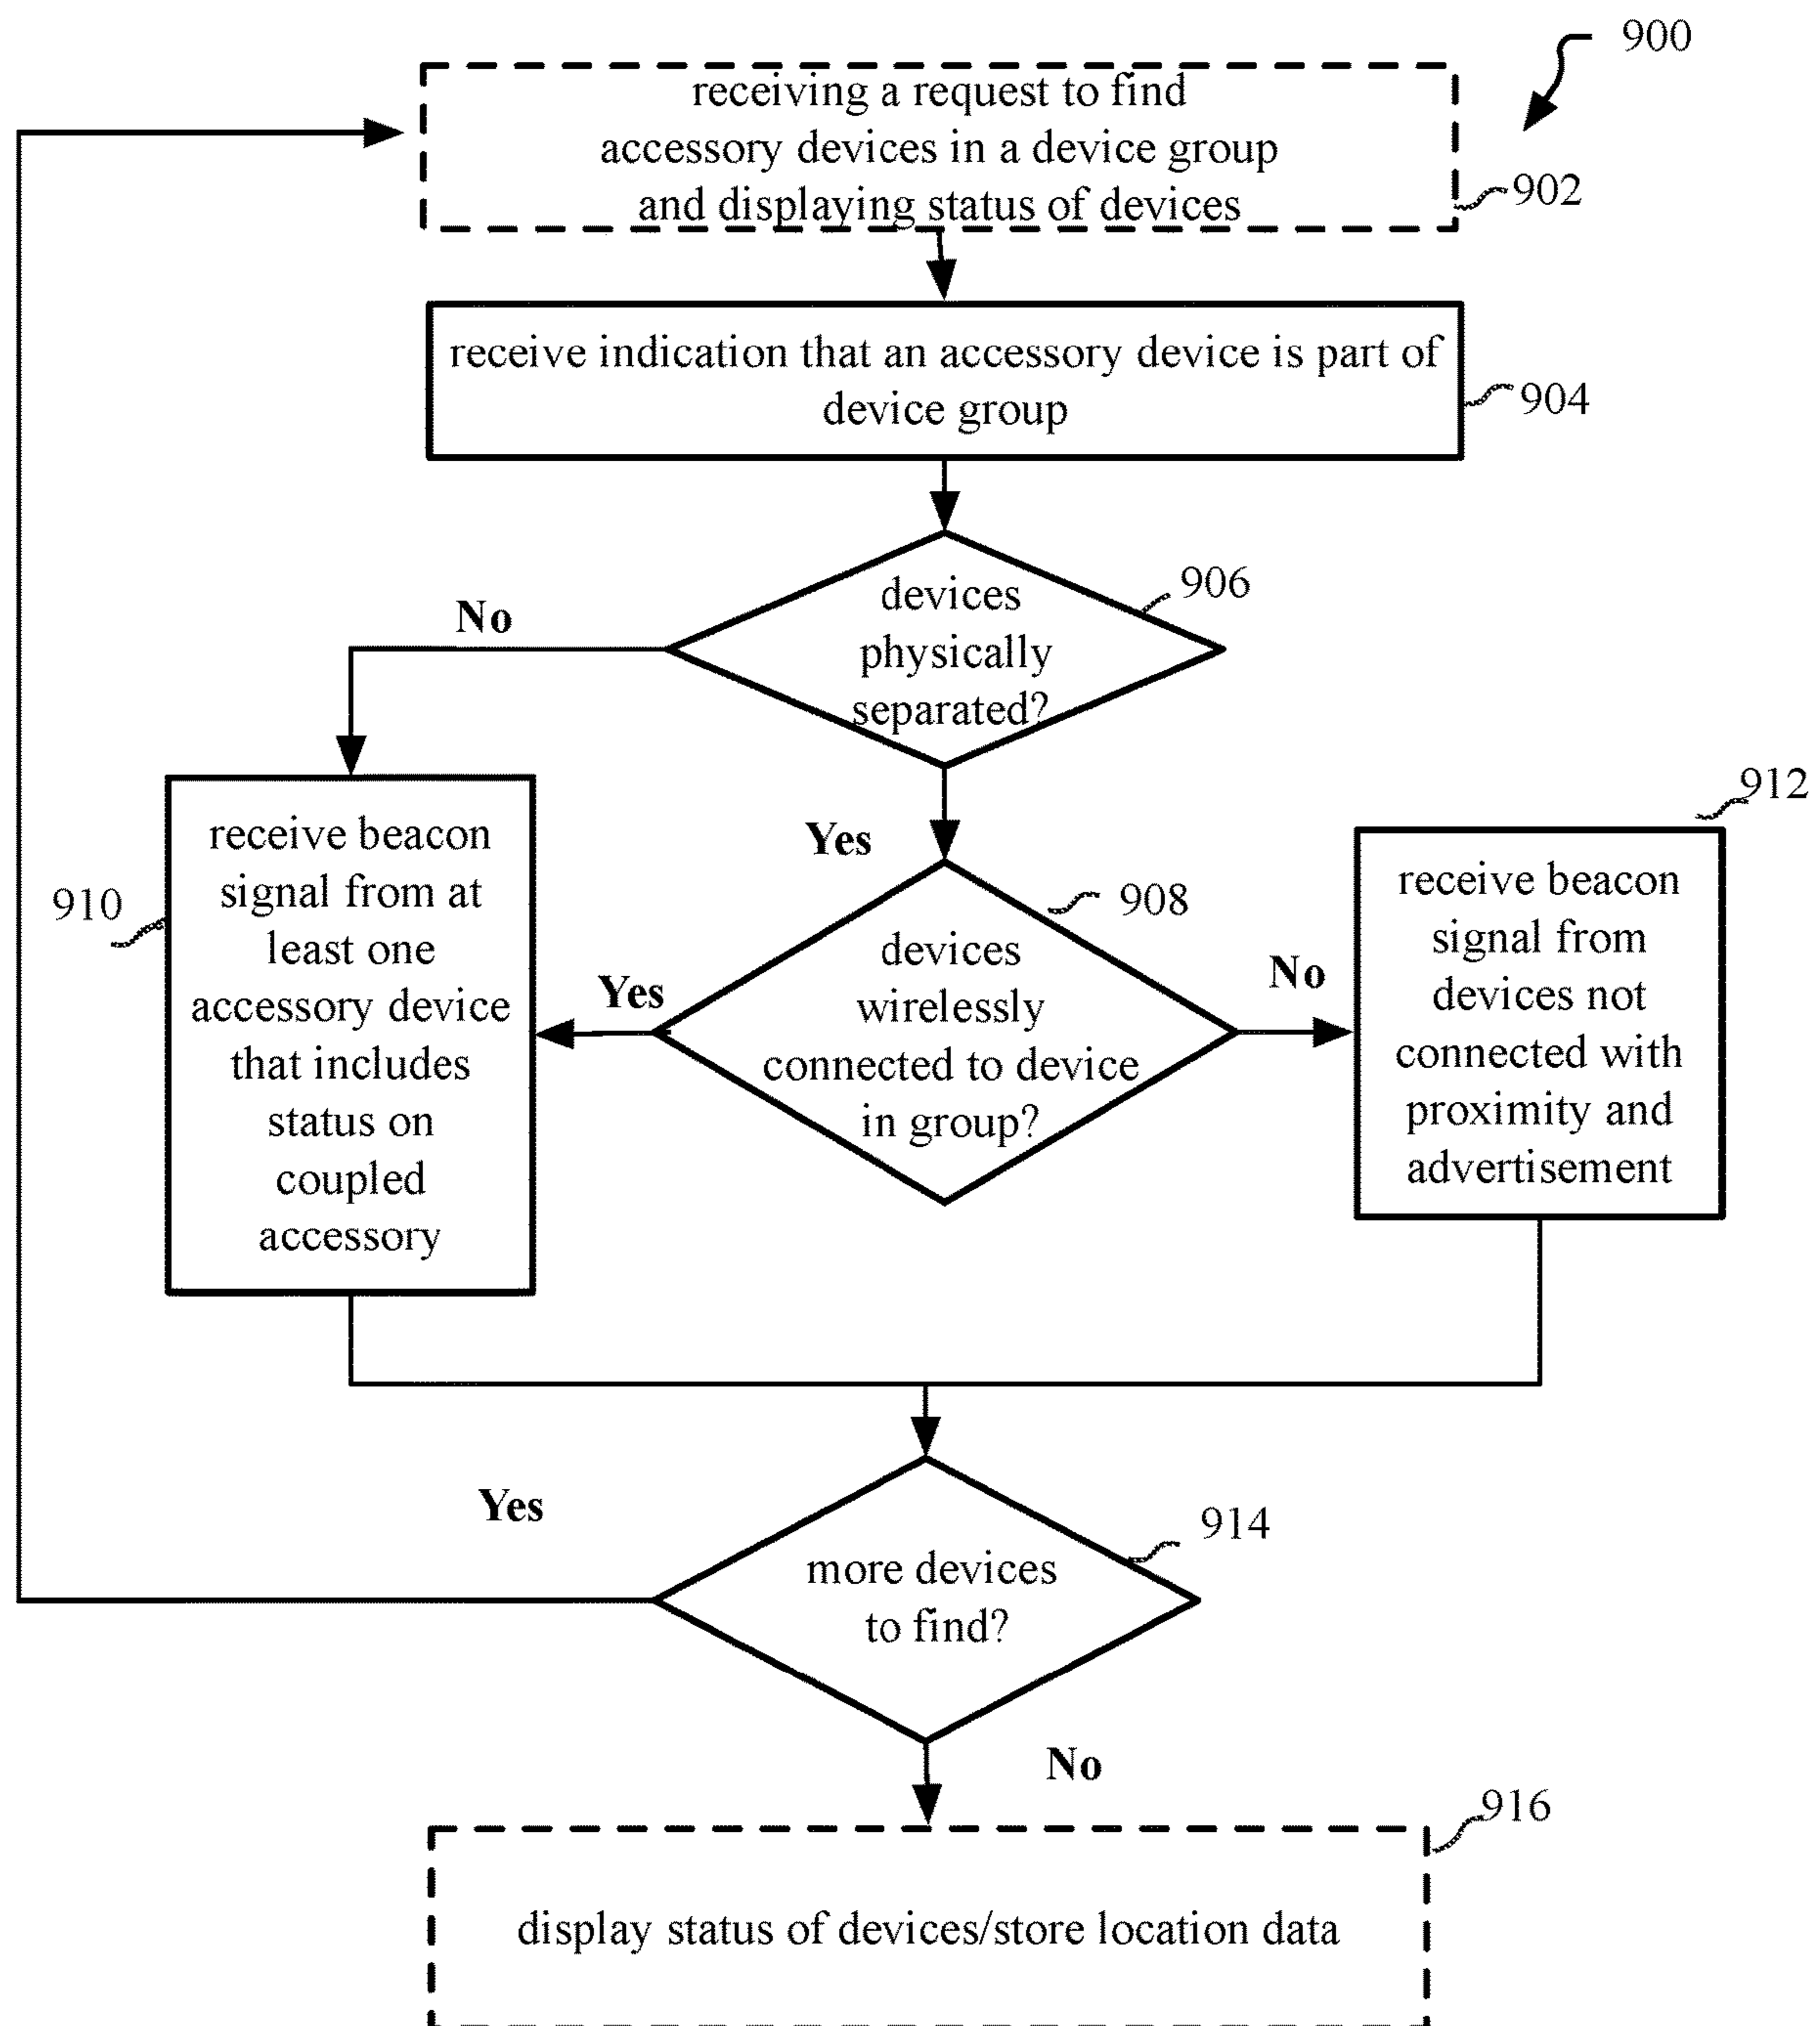 900
receiving a request to find
accessory devices in a device group
and displaying status of devices
902
receive indication that an accessory device is part of
device group
904
devices
physically
separated?
906
No
Yes
receive beacon
signal from at
least one
accessory device
that includes
status on
coupled
accessory
910
devices
wirelessly
connected to device
in group?
908
Yes
No
receive beacon
signal from
devices not
connected with
proximity and
advertisement
912
more devices
to find?
914
Yes
No
display status of devices/store location data
916